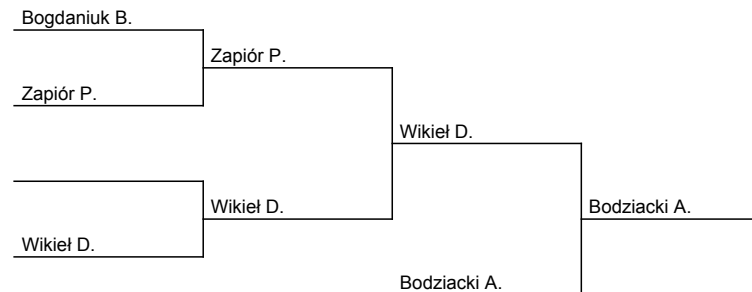 Bogdaniuk B.
Zapiór P.
Zapiór P.
Wikieł D.
Wikieł D.
Bodziacki A.
Wikieł D.
Bodziacki A.